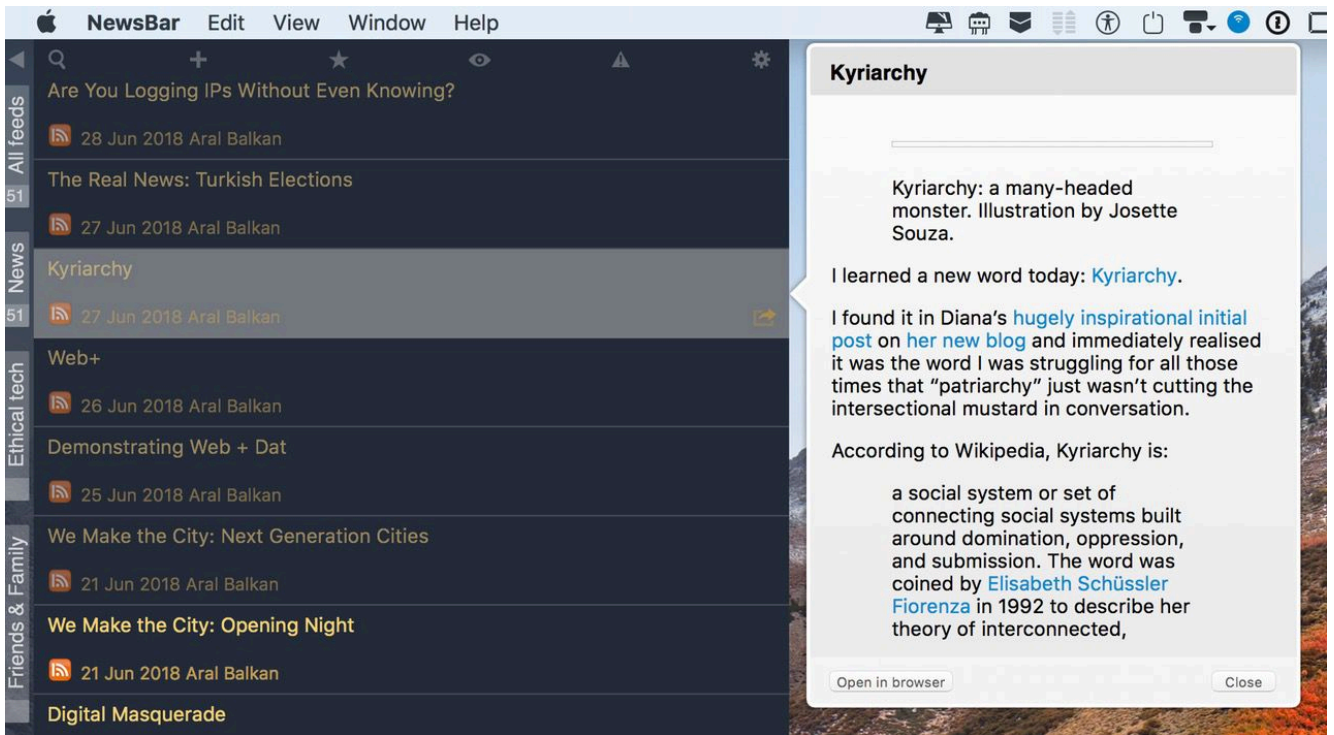 NewsBar Edit View Window Help
All feeds
51
News
51
Ethical tech
Friends & Family
Are You Logging IPs Without Even Knowing?
28 Jun 2018 Aral Balkan
The Real News: Turkish Elections
27 Jun 2018 Aral Balkan
Kyriarchy
27 Jun 2018 Aral Balkan
Web+
26 Jun 2018 Aral Balkan
Demonstrating Web + Dat
25 Jun 2018 Aral Balkan
We Make the City: Next Generation Cities
21 Jun 2018 Aral Balkan
We Make the City: Opening Night
21 Jun 2018 Aral Balkan
Digital Masquerade
Kyriarchy
Kyriarchy: a many-headed
monster. Illustration by Josette
Souza.
I learned a new word today: Kyriarchy.
I found it in Diana’s hugely inspirational initial
post on her new blog and immediately realised
it was the word I was struggling for all those
times that “patriarchy” just wasn’t cutting the
intersectional mustard in conversation.
According to Wikipedia, Kyriarchy is:
a social system or set of
connecting social systems built
around domination, oppression,
and submission. The word was
coined by Elisabeth Schüssler
Fiorenza in 1992 to describe her
theory of interconnected,
Open in browser
Close